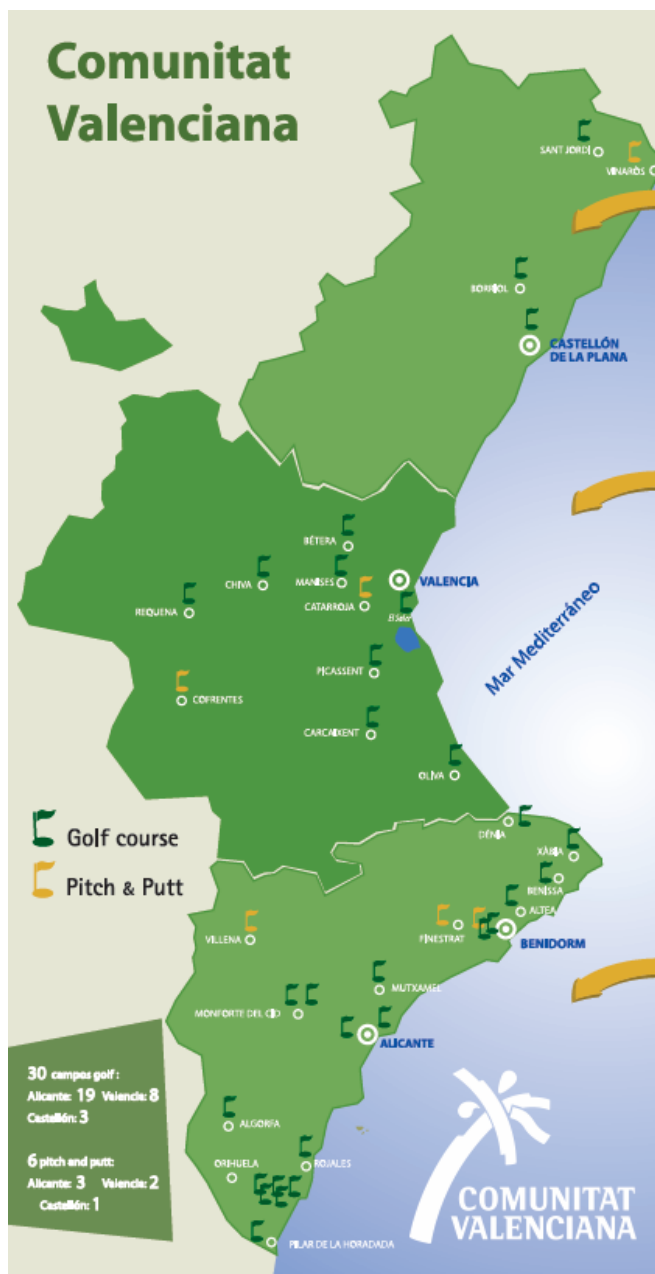 Comunitat
Valenciana
SANT JORDI
VINARÒS
BORRIOL
CASTELLÓN
DE LA PLANA
BÉTERA
CHIVA
MANISES
VALENCIA
REQUENA
CATARROJA
El Saler
PICASSENT
Mar Mediterráneo
COFRENTES
CARCAIXENT
OLIVA
Golf course
DÉNIA
XÀBIA
Pitch & Putt
BENISSA
ALTEA
VILLENA
FINESTRAT
BENIDORM
MUTXAMEL
MONFORTE DEL CID
ALICANTE
30 campos golf :
Alicante: 19 Valencia: 8
Castellón: 3
ALGORFA
6 pitch and putt:
Alicante: 3 Valencia: 2
Castellón: 1
ORIHUELA
ROJALES
PILAR DE LA HORADADA
COMUNITAT
VALENCIANA